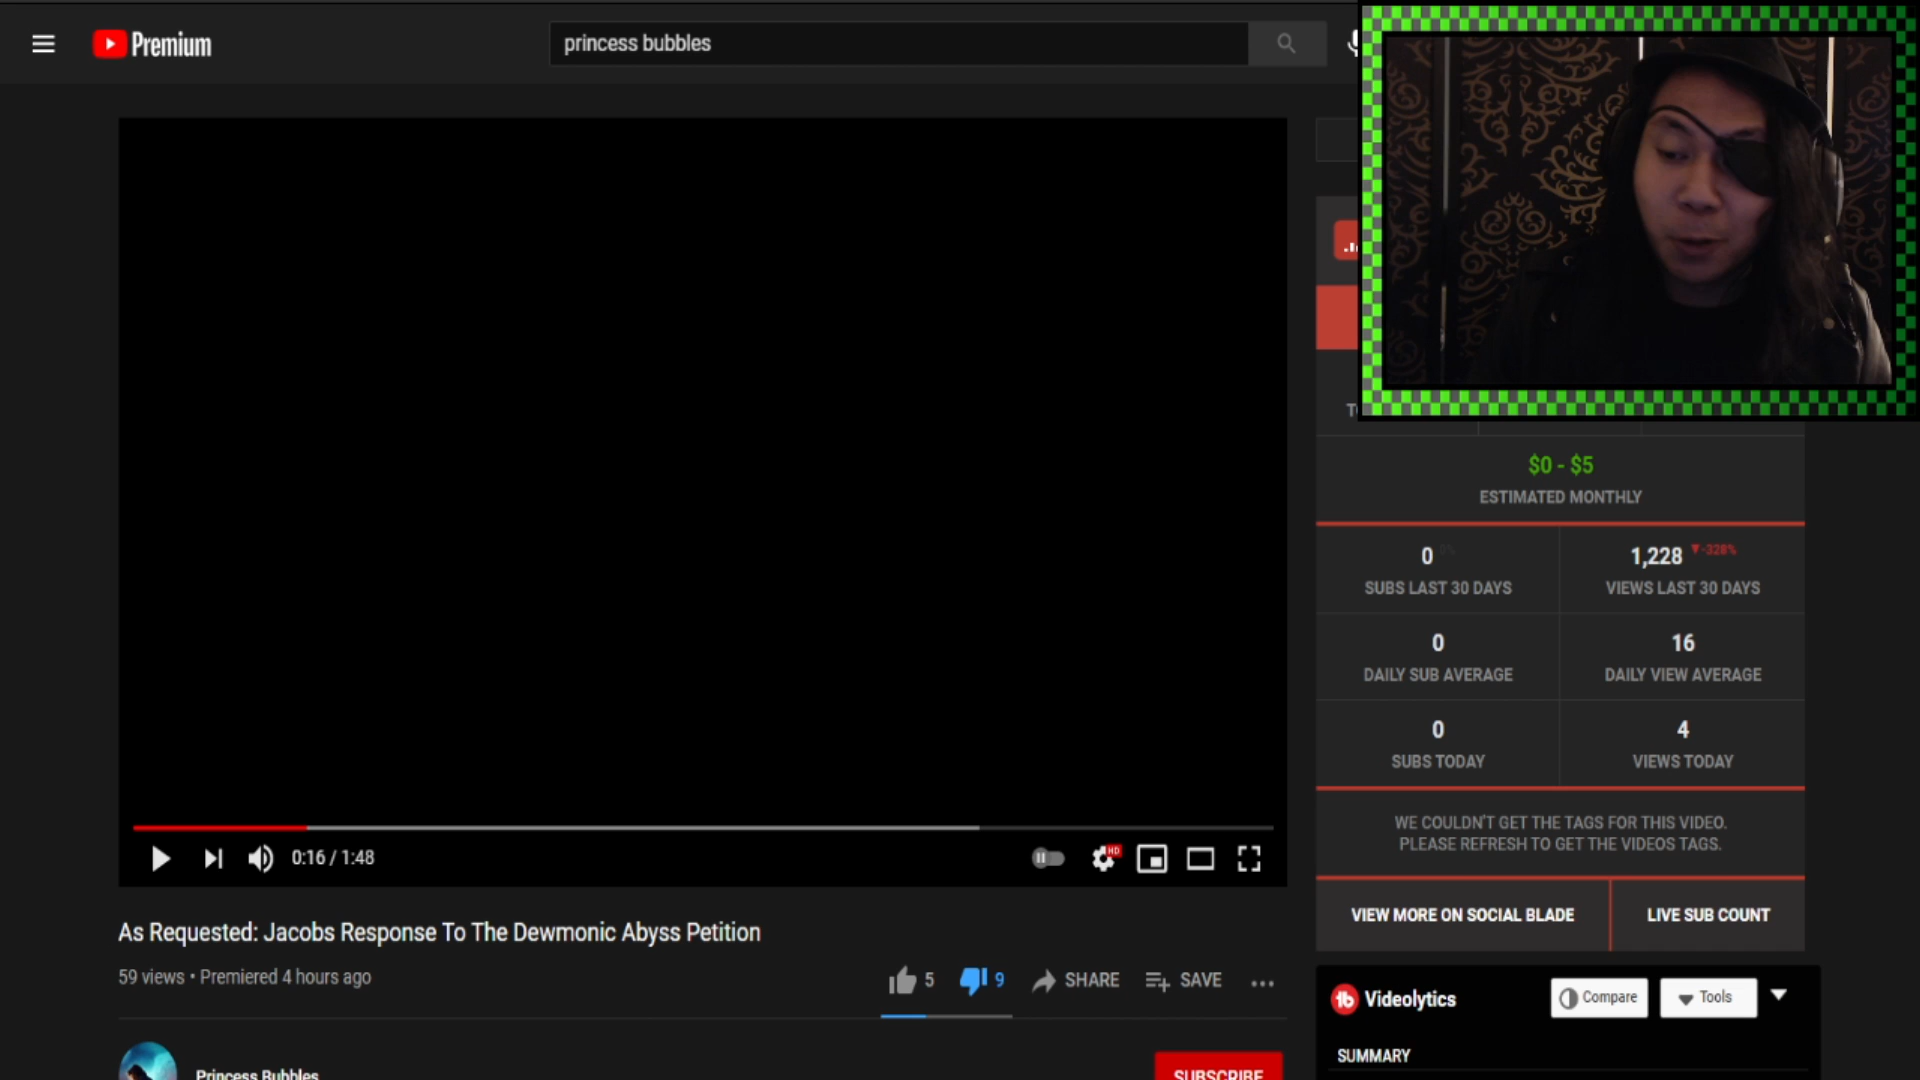 Premium
princess bubbles
$0 - $5
ESTIMATED MONTHLY
0
SUBS LAST 30 DAYS
1,228 ▼-328%
VIEWS LAST 30 DAYS
0
DAILY SUB AVERAGE
16
DAILY VIEW AVERAGE
0
SUBS TODAY
4
VIEWS TODAY
WE COULDN'T GET THE TAGS FOR THIS VIDEO.
PLEASE REFRESH TO GET THE VIDEOS TAGS.
VIEW MORE ON SOCIAL BLADE
LIVE SUB COUNT
0:16 / 1:48
HD
As Requested: Jacobs Response To The Dewmonic Abyss Petition
59 views • Premiered 4 hours ago
5
9
SHARE
SAVE
Princess Bubbles
SUBSCRIBE
tb Videolytics
Compare
Tools
SUMMARY